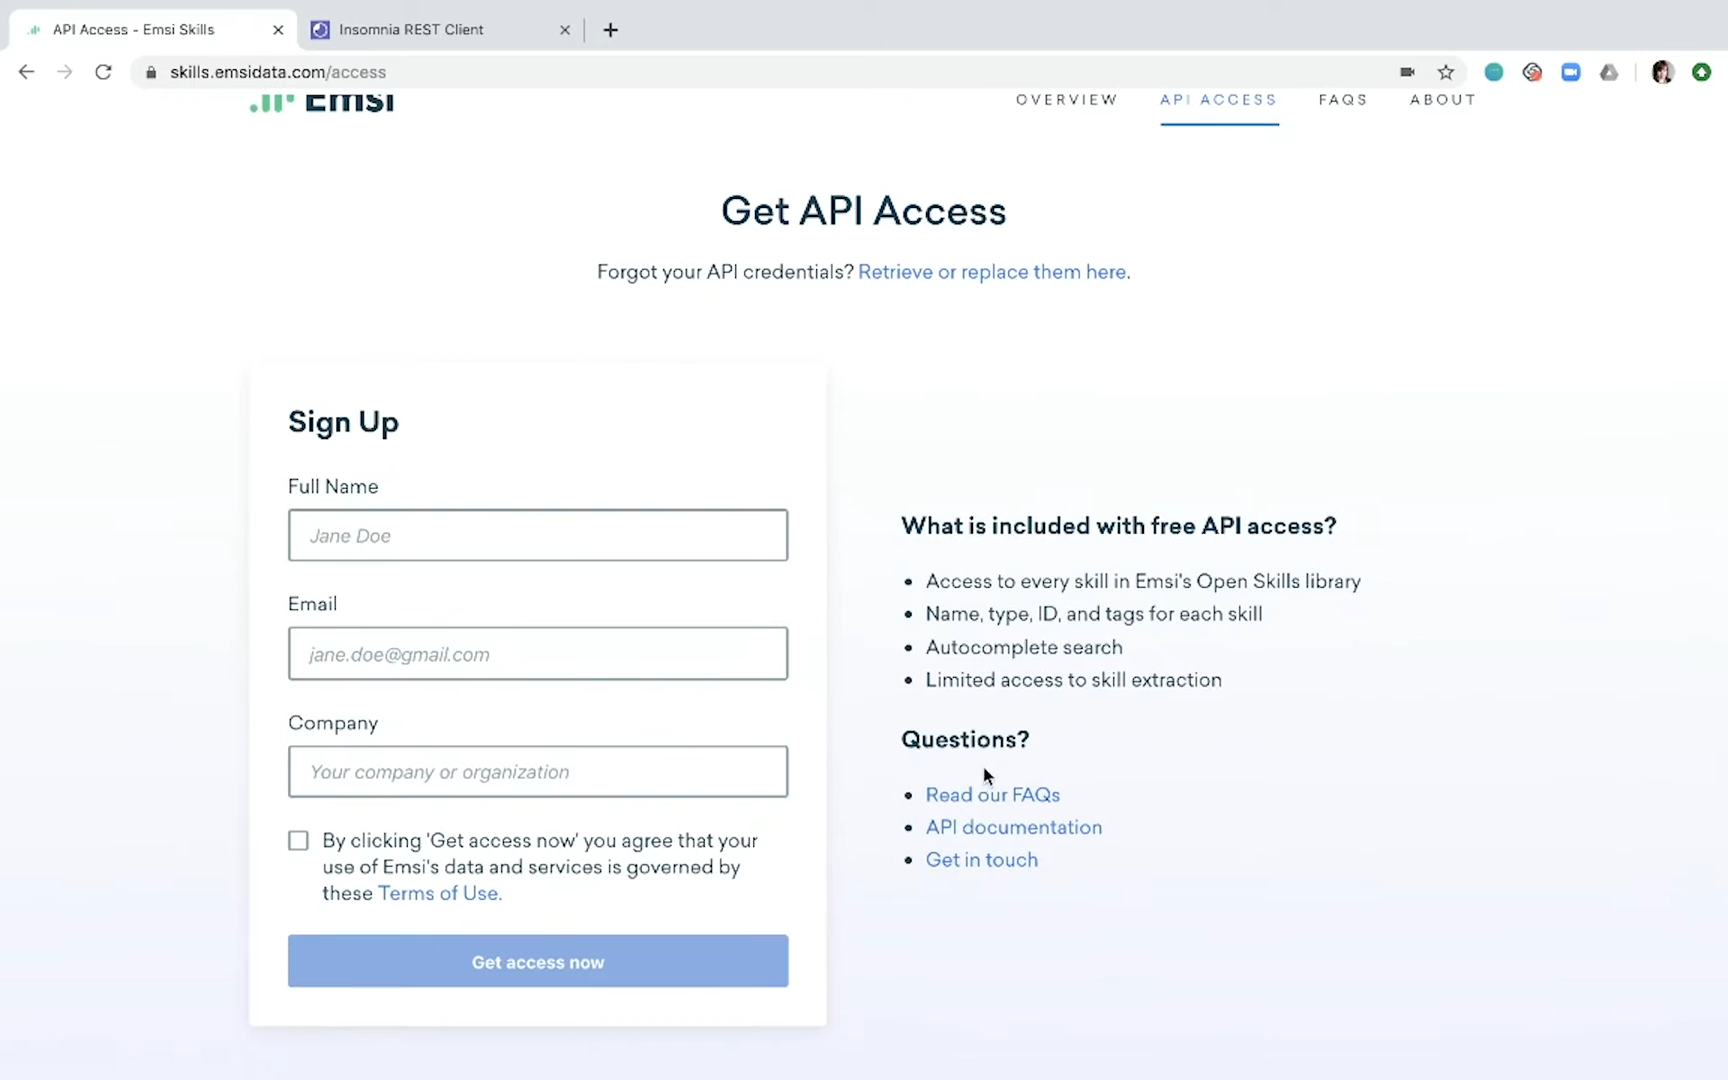 API Access - Emsi Skills
Insomnia REST Client
skills.emsidata.com/access
Emsi
OVERVIEW
API ACCESS
FAQS
ABOUT
Get API Access
Forgot your API credentials? Retrieve or replace them here.
Sign Up
Full Name
Jane Doe
Email
jane.doe@gmail.com
Company
Your company or organization
By clicking 'Get access now' you agree that your
use of Emsi's data and services is governed by
these Terms of Use.
Get access now
What is included with free API access?
• Access to every skill in Emsi's Open Skills library
• Name, type, ID, and tags for each skill
• Autocomplete search
• Limited access to skill extraction
Questions?
• Read our FAQs
• API documentation
• Get in touch